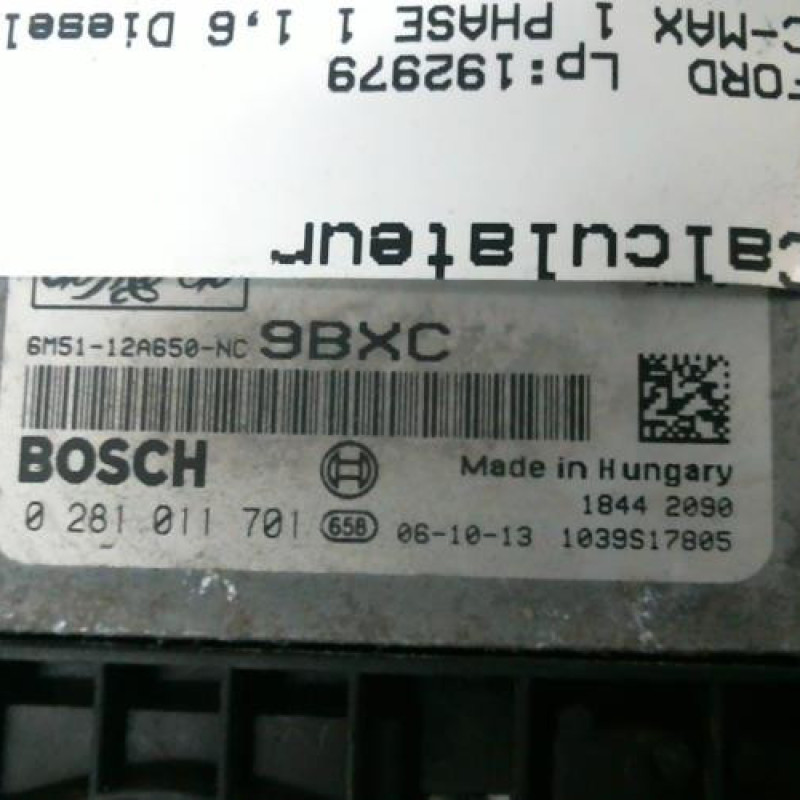 Calculateur
FORD Lp:192979
C-MAX 1 PHASE 1 1,6 Diesel
6M51-12A650-NC 9BXC
BOSCH
Made in Hungary
1844 2090
0 281 011 701 658 06-10-13 1039S17805